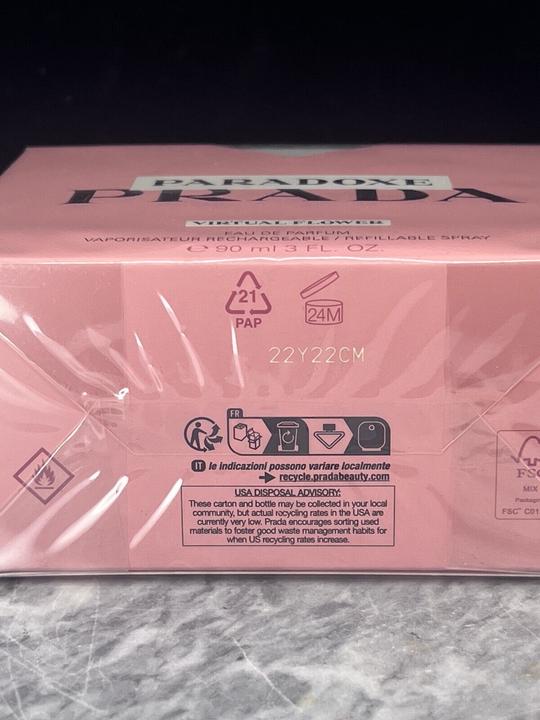 PARADOXE
PRADA
VIRTUAL FLOWER
EAU DE PARFUM
VAPORISATEUR RECHARGEABLE / REFILLABLE SPRAY
℮ 90 ml 3 FL. OZ.
21
PAP
24M
22Y22CM
FR
IT le indicazioni possono variare localmente
recycle.pradabeauty.com
USA DISPOSAL ADVISORY:
These carton and bottle may be collected in your local
community, but actual recycling rates in the USA are
currently very low. Prada encourages sorting used
materials to foster good waste management habits for
when US recycling rates increase.
FSC
MIX
Packag
FSC™ C01